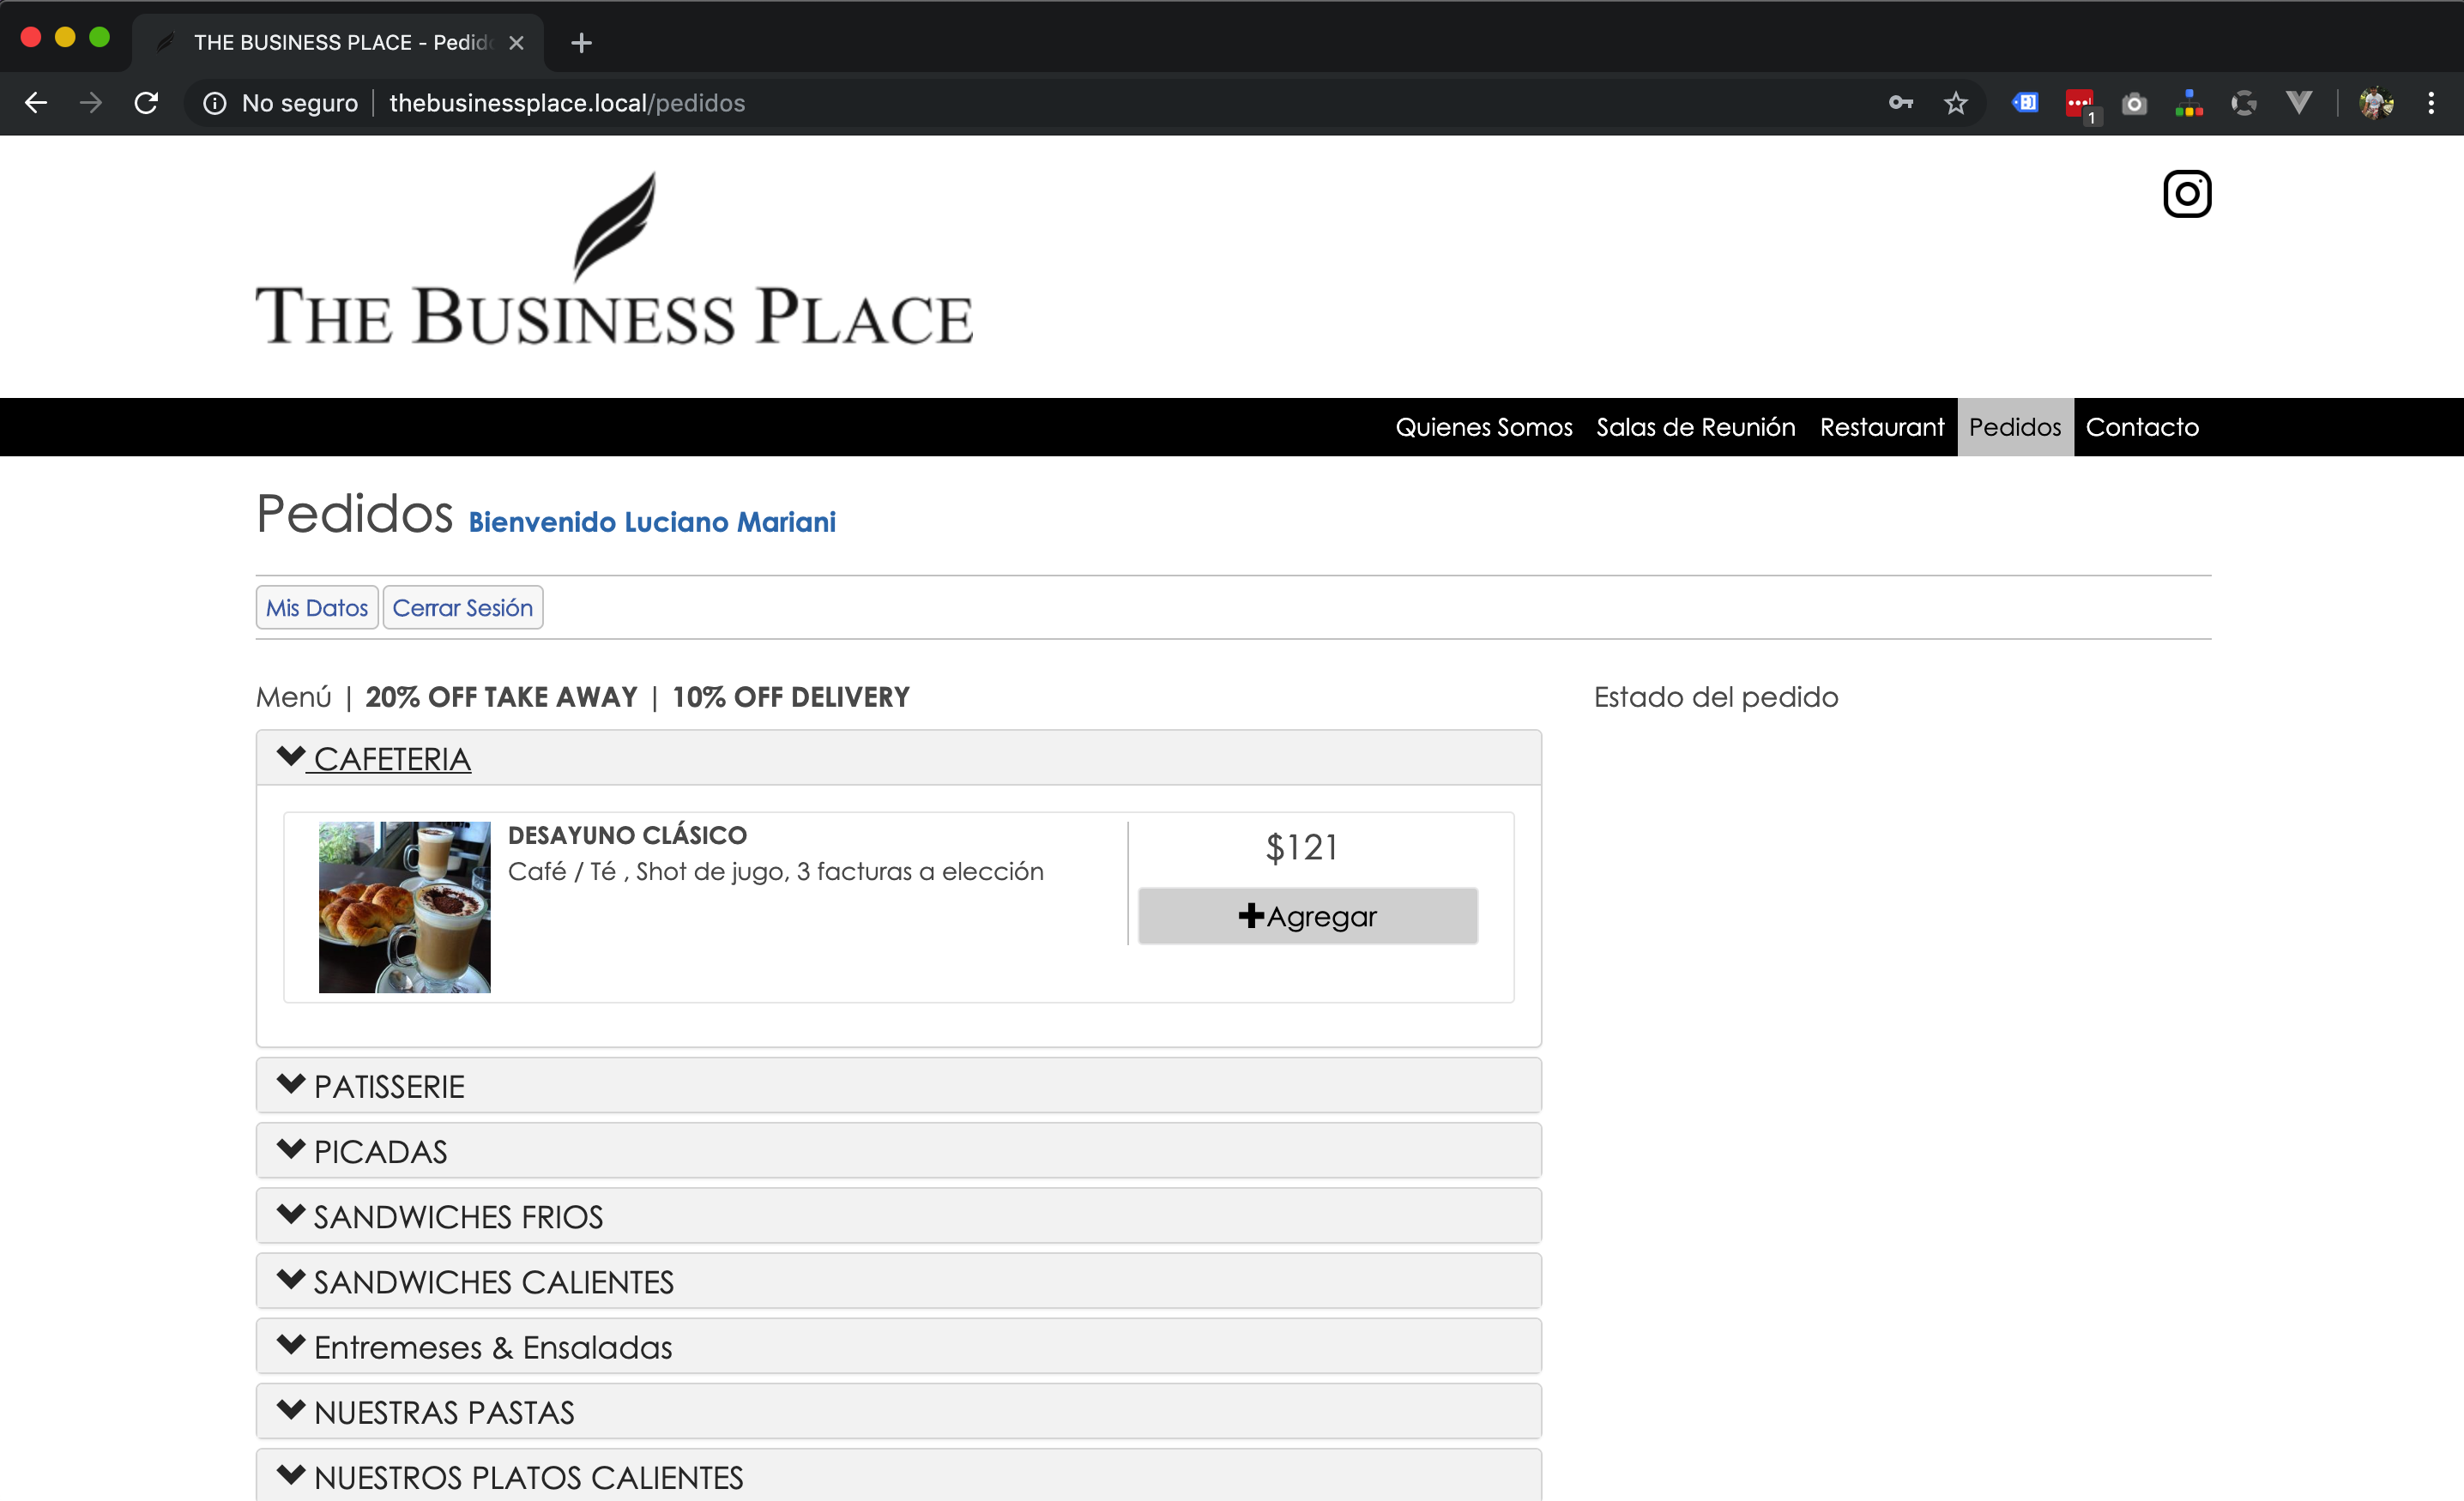 THE BUSINESS PLACE - Pedid
No seguro | thebusinessplace.local/pedidos
1
THE BUSINESS PLACE
Quienes Somos Salas de Reunión Restaurant Pedidos Contacto
Pedidos Bienvenido Luciano Mariani
Mis Datos Cerrar Sesión
Menú | 20% OFF TAKE AWAY | 10% OFF DELIVERY
Estado del pedido
CAFETERIA
DESAYUNO CLÁSICO
Café / Té , Shot de jugo, 3 facturas a elección
$121
Agregar
PATISSERIE
PICADAS
SANDWICHES FRIOS
SANDWICHES CALIENTES
Entremeses & Ensaladas
NUESTRAS PASTAS
NUESTROS PLATOS CALIENTES